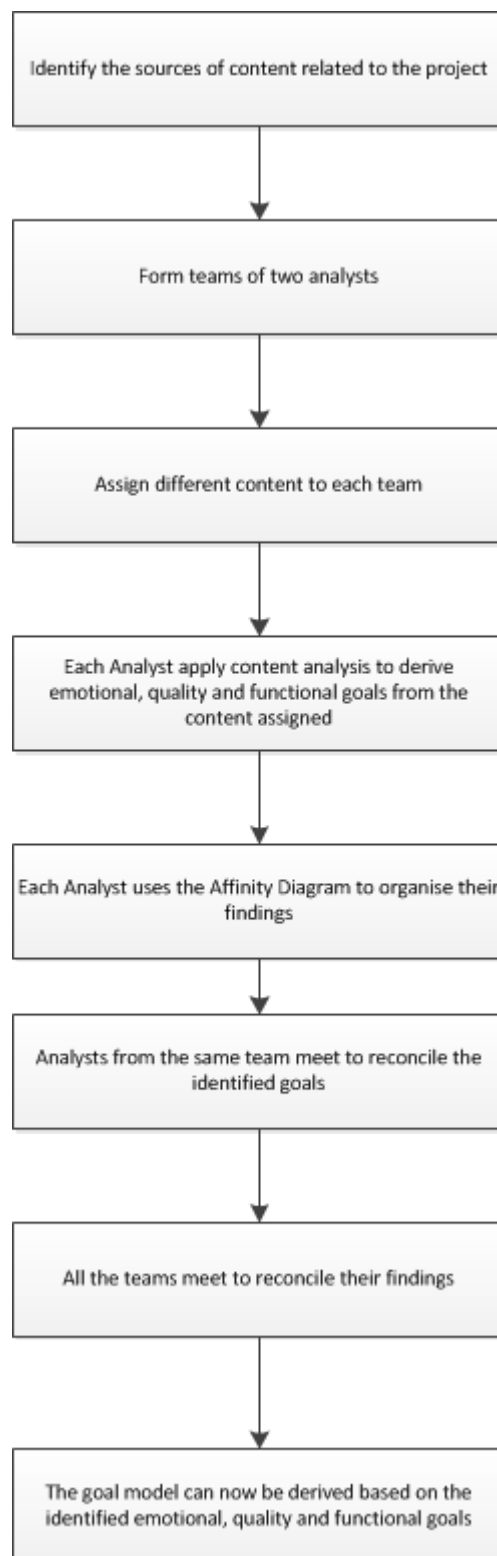 Identify the sources of content related to the project
Form teams of two analysts
Assign different content to each team
Each Analyst apply content analysis to derive
emotional, quality and functional goals from the
content assigned
Each Analyst uses the Affinity Diagram to organise their
findings
Analysts from the same team meet to reconcile the
identified goals
All the teams meet to reconcile their findings
The goal model can now be derived based on the
identified emotional, quality and functional goals